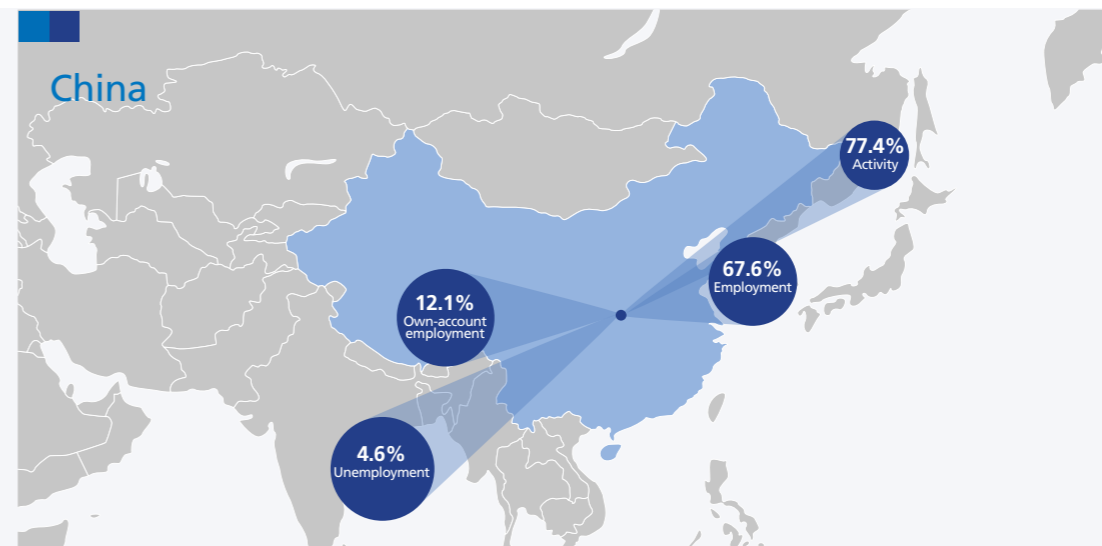 China
77.4%
Activity
67.6%
Employment
12.1%
Own-account
employment
4.6%
Unemployment